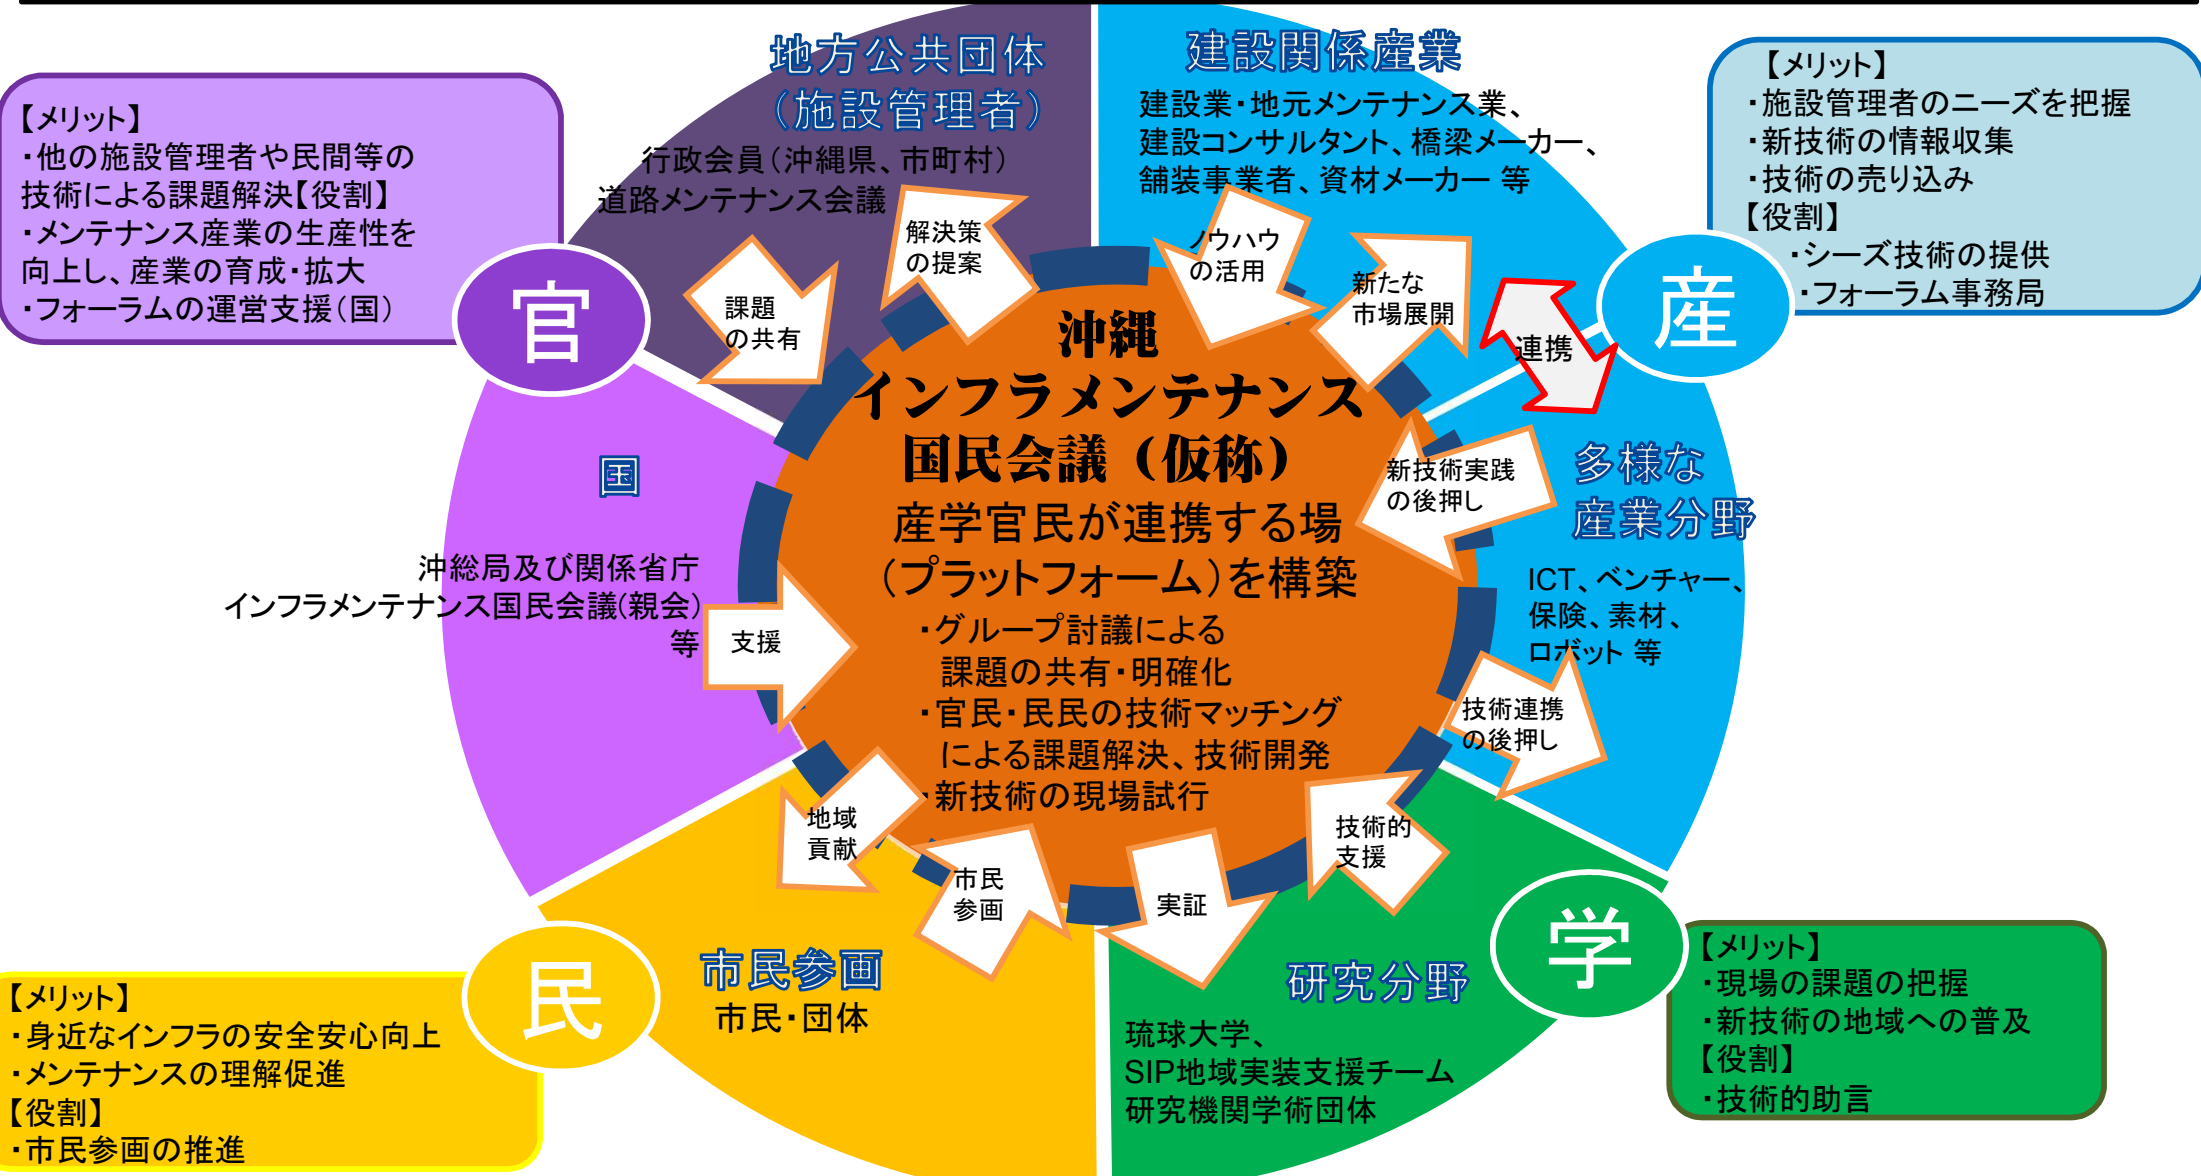 地方公共団体
（施設管理者）
行政会員（沖縄県、市町村）
道路メンテナンス会議
建設関係産業
建設業・地元メンテナンス業、
建設コンサルタント、橋梁メーカー、
舗装事業者、資材メーカー 等
【メリット】
・他の施設管理者や民間等の
技術による課題解決【役割】
・メンテナンス産業の生産性を
向上し、産業の育成・拡大
・フォーラムの運営支援（国）
官
【メリット】
・施設管理者のニーズを把握
・新技術の情報収集
・技術の売り込み
【役割】
・シーズ技術の提供
・フォーラム事務局
産
課題
の共有
解決策
の提案
ノウハウ
の活用
新たな
市場展開
連携
沖縄
インフラメンテナンス
国民会議（仮称）
産学官民が連携する場
（プラットフォーム）を構築
・グループ討議による
課題の共有・明確化
・官民・民民の技術マッチング
による課題解決、技術開発
・新技術の現場試行
国
沖総局及び関係省庁
インフラメンテナンス国民会議(親会)
等
支援
新技術実践
の後押し
多様な
産業分野
ICT、ベンチャー、
保険、素材、
ロボット 等
技術連携
の後押し
地域
貢献
市民
参画
実証
技術的
支援
民
市民参画
市民・団体
【メリット】
・身近なインフラの安全安心向上
・メンテナンスの理解促進
【役割】
・市民参画の推進
研究分野
琉球大学、
SIP地域実装支援チーム
研究機関学術団体
学
【メリット】
・現場の課題の把握
・新技術の地域への普及
【役割】
・技術的助言